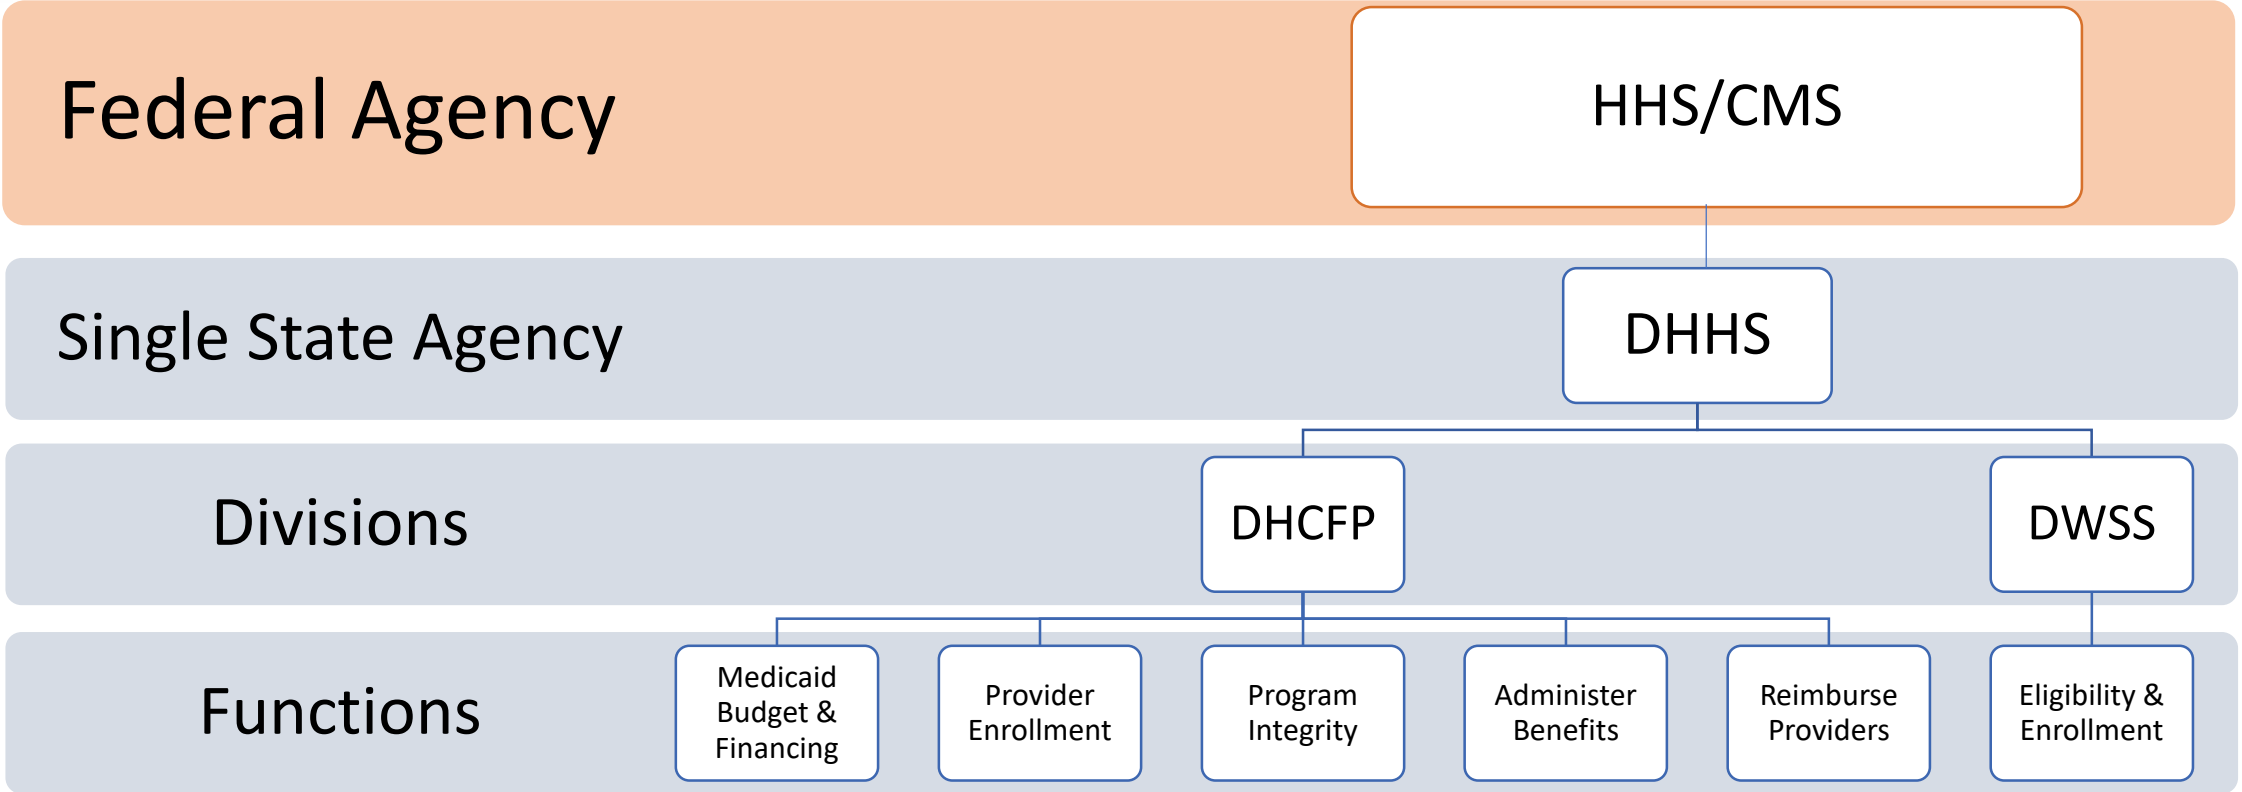 Federal Agency
HHS/CMS
Single State Agency
DHHS
Divisions
DHCFP
DWSS
Functions
Medicaid
Budget &
Financing
Provider
Enrollment
Program
Integrity
Administer
Benefits
Reimburse
Providers
Eligibility &
Enrollment